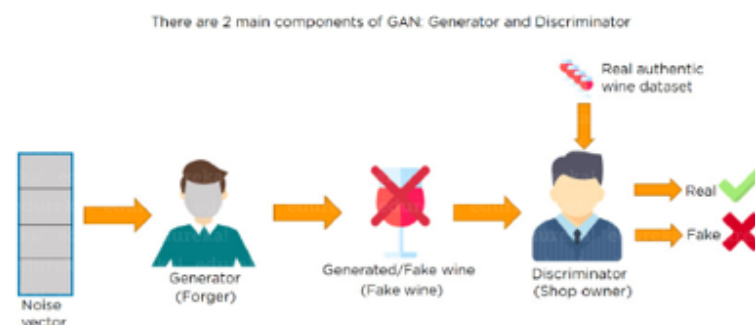 There are 2 main components of GAN: Generator and Discriminator
Real authentic
wine dataset
Real
Fake
Generator
(Forger)
Generated/Fake wine
(Fake wine)
Discriminator
(Shop owner)
Noise
vector